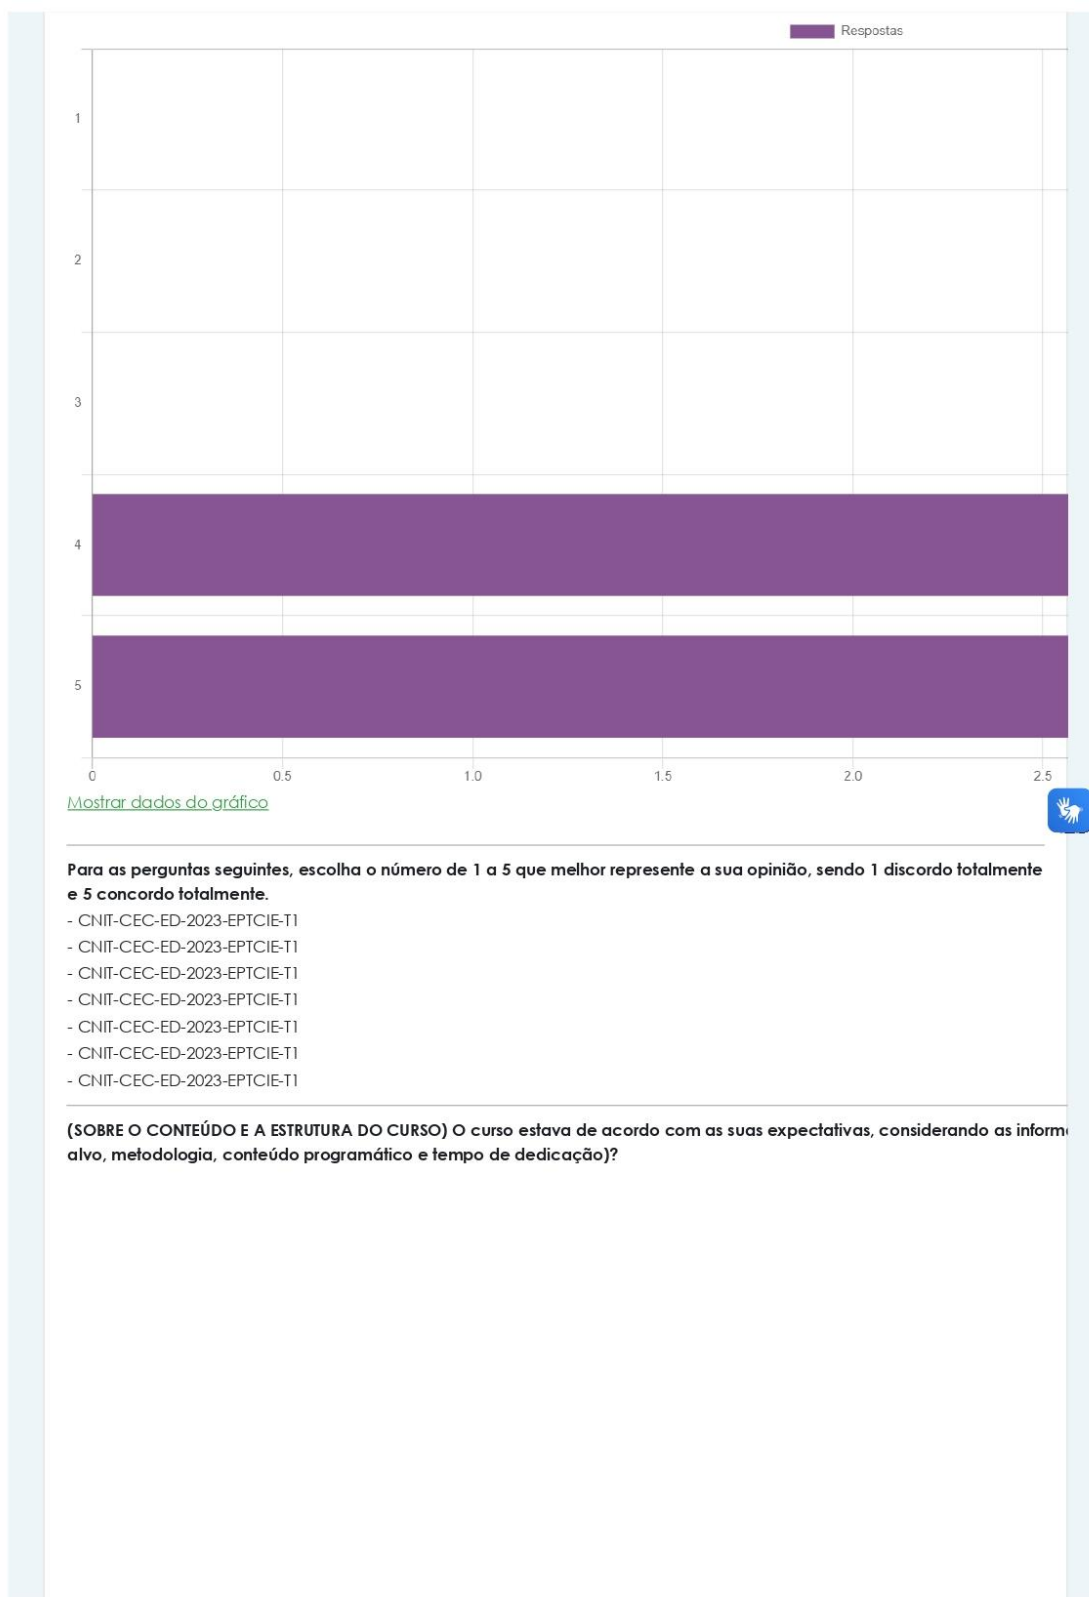 Respostas
1
2
3
4
5
0 0.5 1.0 1.5 2.0 2.5
Mostrar dados do gráfico
Para as perguntas seguintes, escolha o número de 1 a 5 que melhor represente a sua opinião, sendo 1 discordo totalmente
e 5 concordo totalmente.
- CNIT-CEC-ED-2023-EPTCIE-T1
- CNIT-CEC-ED-2023-EPTCIE-T1
- CNIT-CEC-ED-2023-EPTCIE-T1
- CNIT-CEC-ED-2023-EPTCIE-T1
- CNIT-CEC-ED-2023-EPTCIE-T1
- CNIT-CEC-ED-2023-EPTCIE-T1
- CNIT-CEC-ED-2023-EPTCIE-T1
(SOBRE O CONTEÚDO E A ESTRUTURA DO CURSO) O curso estava de acordo com as suas expectativas, considerando as
alvo, metodologia, conteúdo programático e tempo de dedicação)?